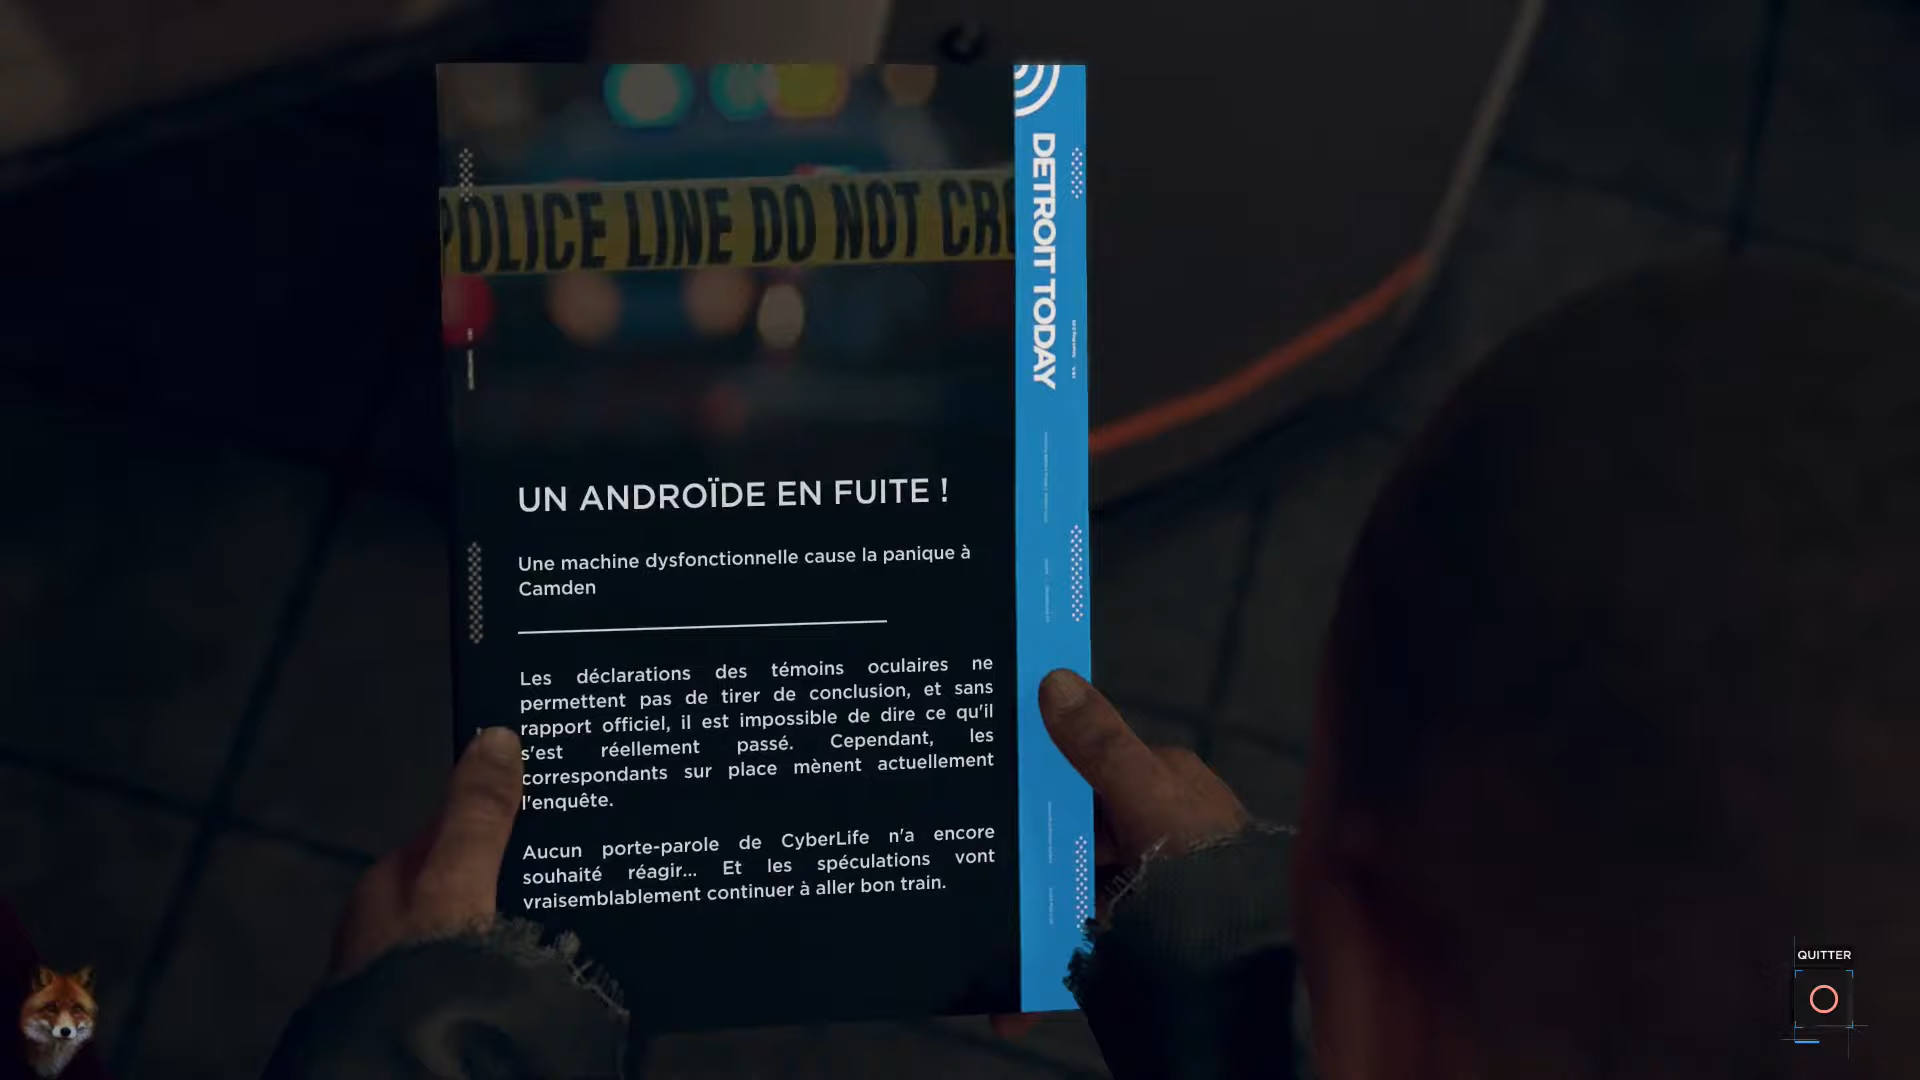 POLICE LINE DO NOT CRO
DETROIT TODAY
UN ANDROÏDE EN FUITE !
Une machine dysfonctionnelle cause la panique à
Camden
Les déclarations des témoins oculaires ne
permettent pas de tirer de conclusion, et sans
rapport officiel, il est impossible de dire ce qu'il
s'est réellement passé. Cependant, les
correspondants sur place mènent actuellement
l'enquête.
Aucun porte-parole de CyberLife n'a encore
souhaité réagir... Et les spéculations vont
vraisemblablement continuer à aller bon train.
QUITTER